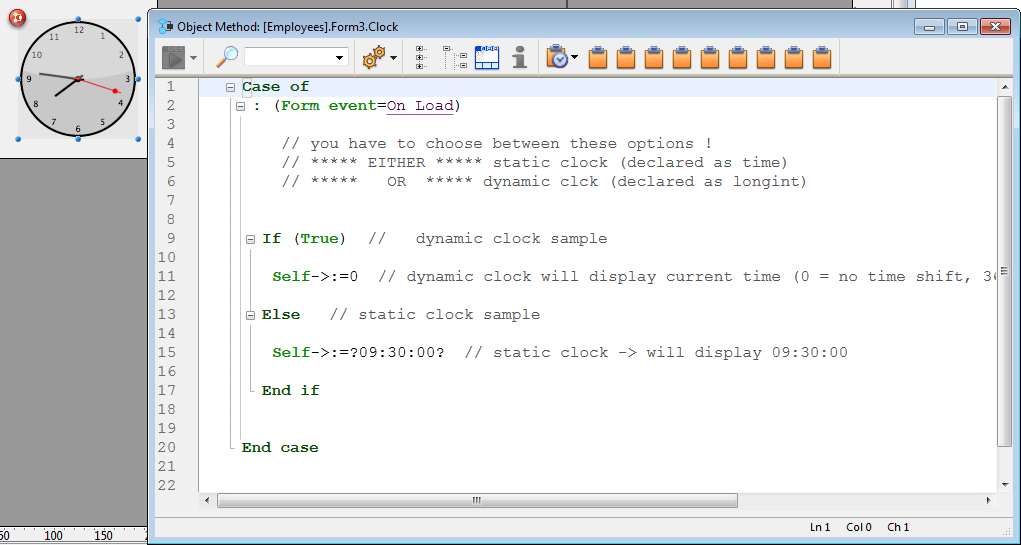 Object Method: [Employees].Form3.Clock
12
11 1
10 2
9 3
8 4
7 5
6
1 Case of
2 : (Form event=On Load)
3
4 // you have to choose between these options !
5 // ***** EITHER ***** static clock (declared as time)
6 // ***** OR ***** dynamic clck (declared as longint)
7
8
9 If (True) // dynamic clock sample
10
11 Self->:=0 // dynamic clock will display current time (0 = no time shift, 36
12
13 Else // static clock sample
14
15 Self->:=?09:30:00? // static clock -> will display 09:30:00
16
17 End if
18
19
20 End case
21
22
50 100 150
Ln 1 Col 0 Ch 1